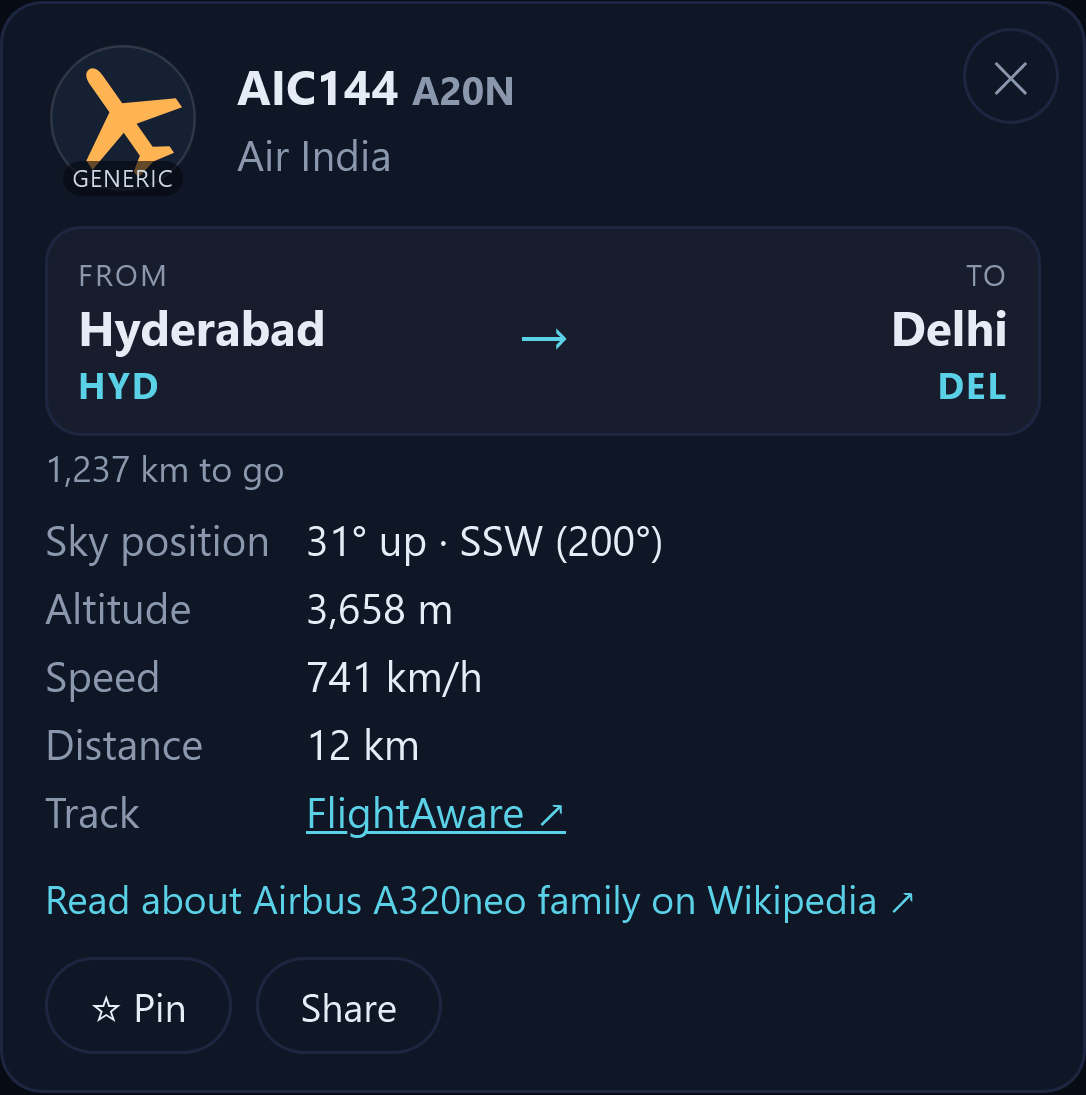 AIC144 A20N
Air India
GENERIC
FROM
Hyderabad
HYD
→
TO
Delhi
DEL
1,237 km to go
Sky position 31° up · SSW (200°)
Altitude 3,658 m
Speed 741 km/h
Distance 12 km
Track FlightAware ↗
Read about Airbus A320neo family on Wikipedia ↗
☆ Pin
Share